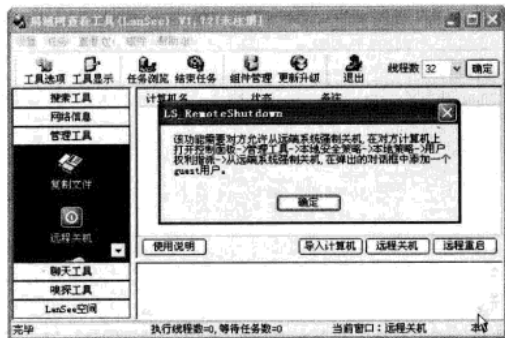 局域网查看工具(LanSee) V1.72[未注册]
工具选项 工具显示 任务浏览 结束任务 组件管理 更新升级 退出 线程数 32 确定
搜索工具
网络信息
管理工具
复制文件
远程关机
聊天工具
嗅探工具
LanSee空间
计算机名 状态 备注
LS_RemoteShutdown
该功能需要对方允许从远端系统强制关机,在对方计算机上
打开控制面板->管理工具->本地安全策略->本地策略->用户
权利指派->从远端系统强制关机,在弹出的对话框中添加一个
guest用户。
确定
使用说明 导入计算机 远程关机 远程重启
完毕 执行线程数=0,等待任务数=0 当前窗口:远程关机